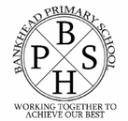 BANKHEAD PRIMARY SCHOOL
B
P S
H
WORKING TOGETHER TO
ACHIEVE OUR BEST